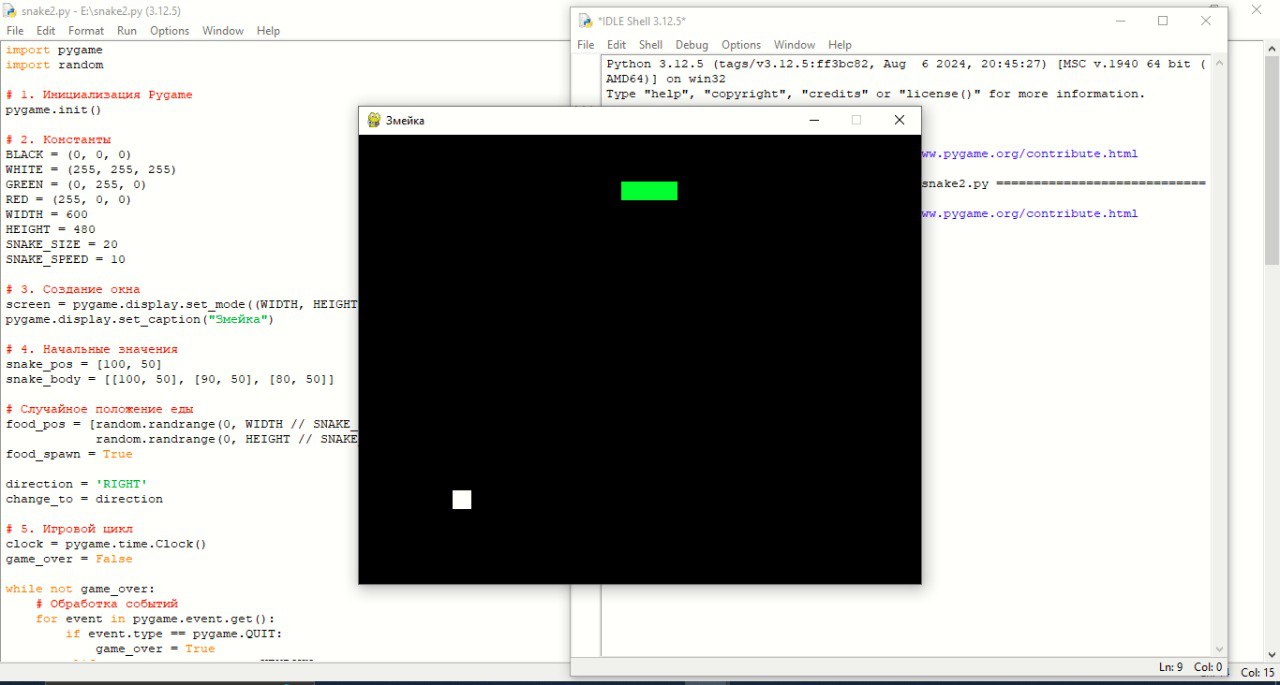 snake2.py - E:\snake2.py (3.12.5)
File Edit Format Run Options Window Help
import pygame
import random
# 1. Инициализация Pygame
pygame.init()
# 2. Константы
BLACK = (0, 0, 0)
WHITE = (255, 255, 255)
GREEN = (0, 255, 0)
RED = (255, 0, 0)
WIDTH = 600
HEIGHT = 480
SNAKE_SIZE = 20
SNAKE_SPEED = 10
# 3. Создание окна
screen = pygame.display.set_mode((WIDTH, HEIGHT
pygame.display.set_caption("Змейка")
# 4. Начальные значения
snake_pos = [100, 50]
snake_body = [[100, 50], [90, 50], [80, 50]]
# Случайное положение еды
food_pos = [random.randrange(0, WIDTH // SNAKE_
random.randrange(0, HEIGHT // SNAKE
food_spawn = True
direction = 'RIGHT'
change_to = direction
# 5. Игровой цикл
clock = pygame.time.Clock()
game_over = False
while not game_over:
# Обработка событий
for event in pygame.event.get():
if event.type == pygame.QUIT:
game_over = True
*IDLE Shell 3.12.5*
File Edit Shell Debug Options Window Help
Python 3.12.5 (tags/v3.12.5:ff3bc82, Aug 6 2024, 20:45:27) [MSC v.1940 64 bit (
AMD64)] on win32
Type "help", "copyright", "credits" or "license()" for more information.
ww.pygame.org/contribute.html
snake2.py ============================
ww.pygame.org/contribute.html
Змейка
Ln: 9 Col: 0
Col: 15